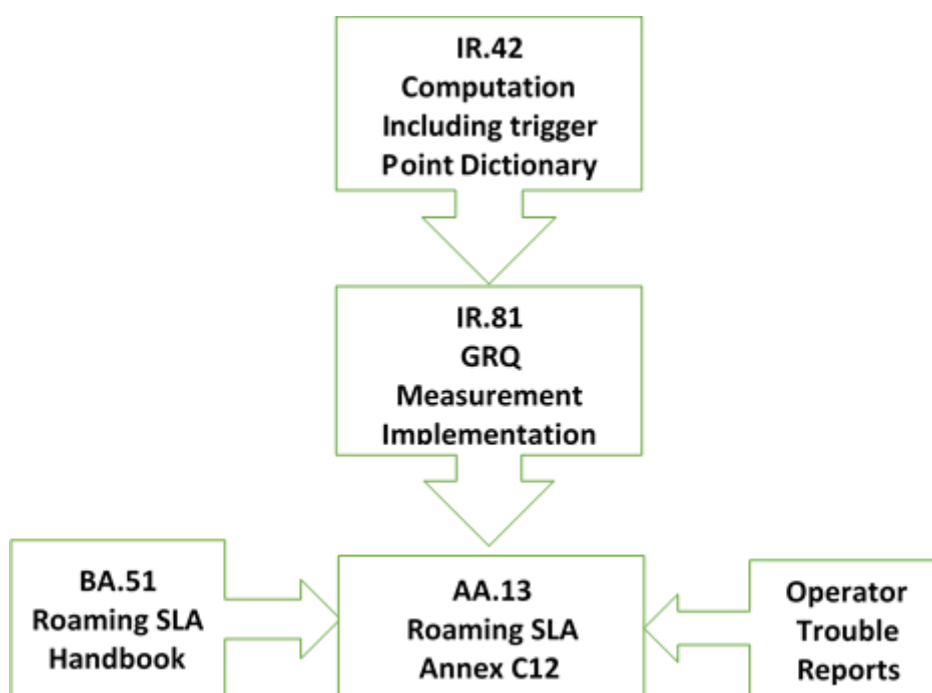 IR.42
Computation
Including trigger
Point Dictionary
IR.81
GRQ
Measurement
Implementation
BA.51
Roaming SLA
Handbook
AA.13
Roaming SLA
Annex C12
Operator
Trouble
Reports